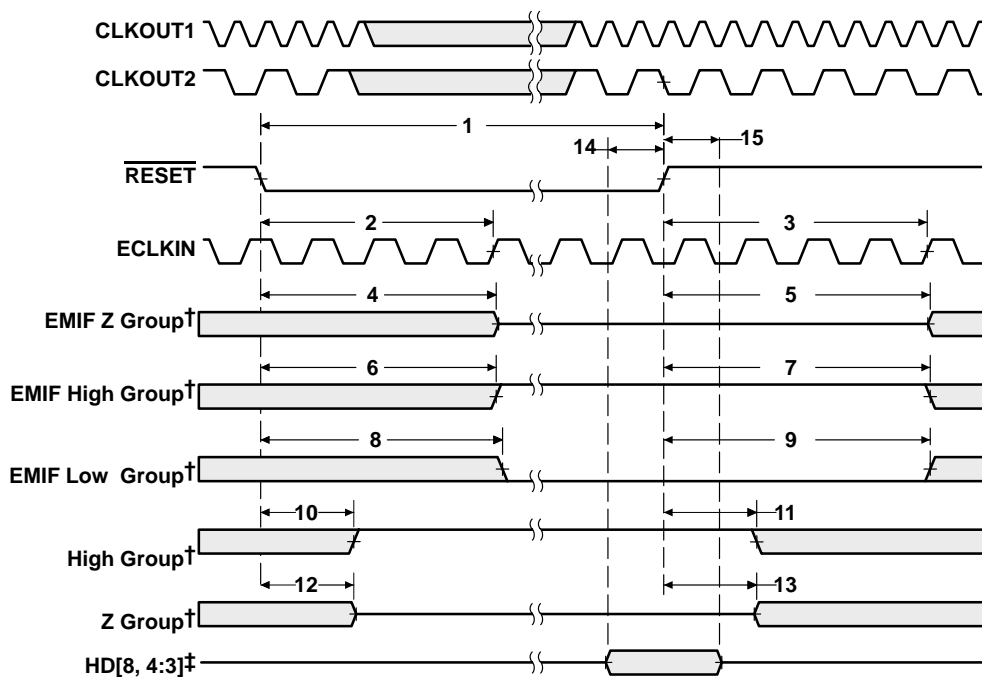 CLKOUT1
CLKOUT2
1
14
15
RESET
2
3
ECLKIN
4
5
EMIF Z Group†
6
7
EMIF High Group†
8
9
EMIF Low Group†
10
11
High Group†
12
13
Z Group†
HD[8, 4:3]‡